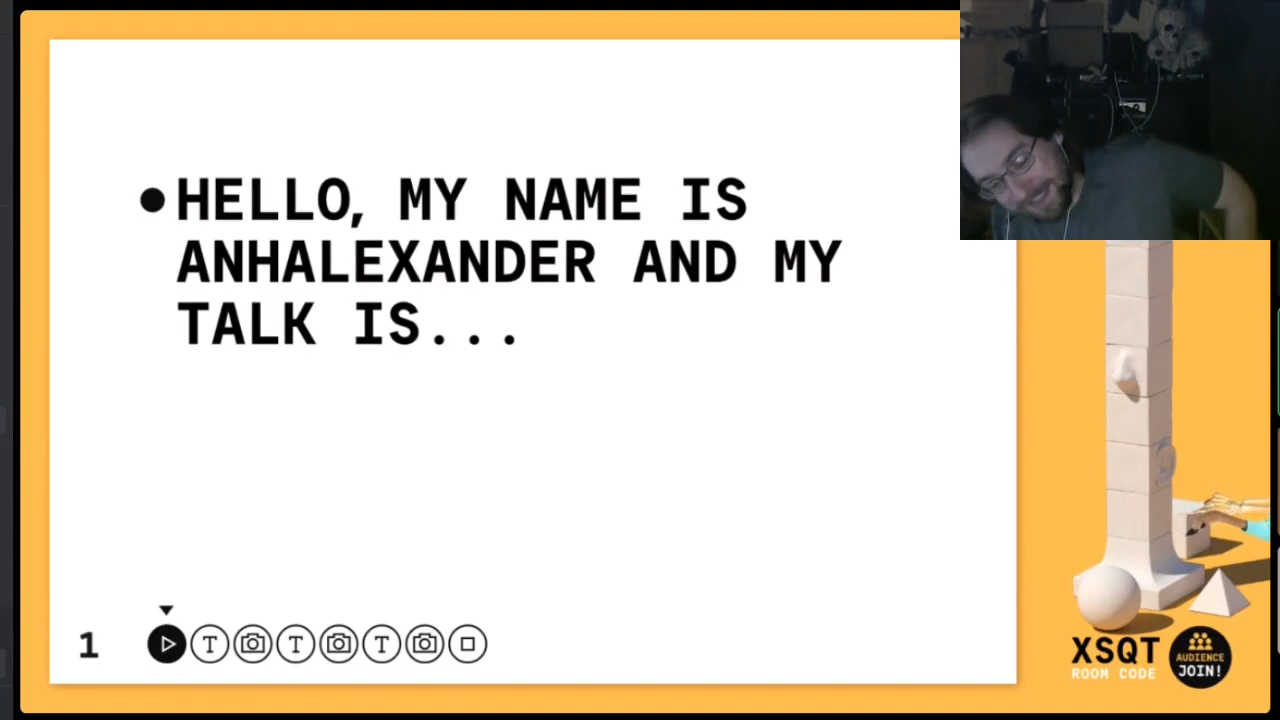 HELLO, MY NAME IS
ANHALEXANDER AND MY
TALK IS...
1
T T T
XSQT
ROOM CODE
AUDIENCE
JOIN!